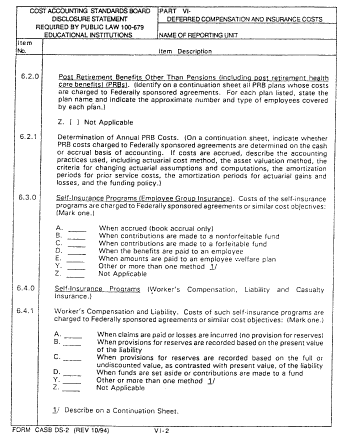 COST ACCOUNTING STANDARDS BOARD
DISCLOSURE STATEMENT
REQUIRED BY PUBLIC LAW 100-679
EDUCATIONAL INSTITUTIONS
PART VI-
DEFERRED COMPENSATION AND INSURANCE COSTS
NAME OF REPORTING UNIT
Item
No.
Item Description
6.2.0 Post Retirement Benefits Other Than Pensions (including post retirement health
care benefits) (PRBs). (Identify on a continuation sheet all PRB plans whose costs
are charged to Federally sponsored agreements. For each plan listed, state the
plan name and indicate the approximate number and type of employees covered
by each plan.)
Z. ( ) Not Applicable
6.2.1 Determination of Annual PRB Costs. (On a continuation sheet, indicate whether
PRB costs charged to Federally sponsored agreements are determined on the cash
or accrual basis of accounting. If costs are accrued, describe the accounting
practices used, including actuarial cost method, the asset valuation method, the
criteria for changing actuarial assumptions and computations, the amortization
periods for prior service costs, the amortization periods for actuarial gains and
losses, and the funding policy.)
6.3.0 Self-Insurance Programs (Employee Group Insurance). Costs of the self-insurance
programs are charged to Federally sponsored agreements or similar cost objectives:
(Mark one.)
A. ____ When accrued (book accrual only)
B. ____ When contributions are made to a nonforfeitable fund
C. ____ When contributions are made to a forfeitable fund
D. ____ When the benefits are paid to an employee
E. ____ When amounts are paid to an employee welfare plan
Y. ____ Other or more than one method 1/
Z. ____ Not Applicable
6.4.0 Self-Insurance Programs (Worker's Compensation, Liability and Casualty
Insurance.)
6.4.1 Worker's Compensation and Liability. Costs of such self-insurance programs are
charged to Federally sponsored agreements or similar cost objectives: (Mark one.)
A. ____ When claims are paid or losses are incurred (no provision for reserves)
B. ____ When provisions for reserves are recorded based on the present value
of the liability
C. ____ When provisions for reserves are recorded based on the full or
undiscounted value, as contrasted with present value, of the liability
D. ____ When funds are set aside or contributions are made to a fund
Y. ____ Other or more than one method 1/
Z. ____ Not Applicable
1/ Describe on a Continuation Sheet.
FORM CASB DS-2 (REV 10/94) VI-2